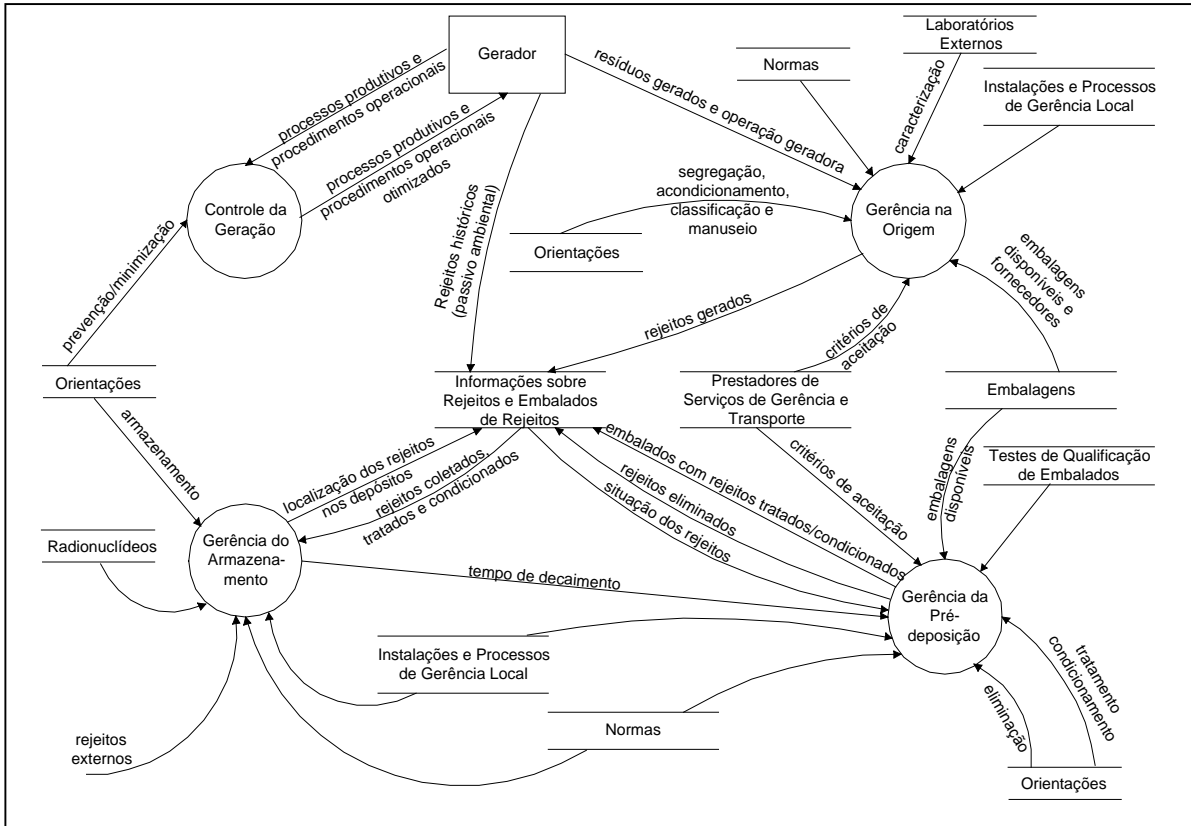 Gerador
processos produtivos e
procedimentos operacionais
processos produtivos e
procedimentos operacionais
otimizados
resíduos gerados e operação geradora
Normas
Laboratórios
Externos
caracterização
Instalações e Processos
de Gerência Local
Controle da
Geração
Rejeitos históricos
(passivo ambiental)
segregação,
acondicionamento,
classificação e
manuseio
Orientações
Gerência na
Origem
prevenção/minimização
rejeitos gerados
critérios de
aceitação
embalagens
disponíveis e
fornecedores
Orientações
Informações sobre
Rejeitos e Embalados
de Rejeitos
Prestadores de
Serviços de Gerência e
Transporte
Embalagens
armazenamento
localização dos rejeitos
nos depósitos
rejeitos coletados,
tratados e condicionados
embalados com rejeitos tratados/condicionados
rejeitos eliminados
situação dos rejeitos
critérios de aceitação
embalagens
disponíveis
Testes de Qualificação
de Embalados
Radionuclídeos
Gerência do
Armazena-
mento
tempo de decaimento
Gerência da
Pré-
deposição
Instalações e Processos
de Gerência Local
Normas
rejeitos
externos
tratamento
condicionamento
eliminação
Orientações